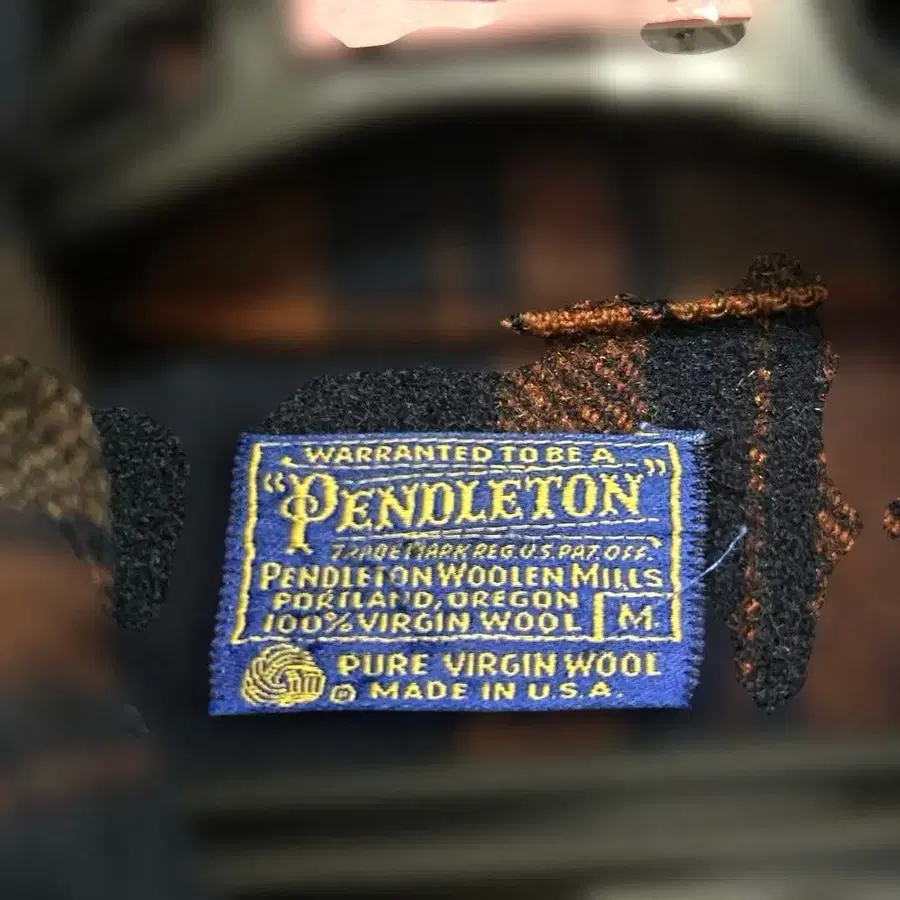 WARRANTED TO BE A
"PENDLETON"
TRADE MARK REG. U.S. PAT. OFF.
PENDLETON WOOLEN MILLS
PORTLAND, OREGON
100% VIRGIN WOOL M.
PURE VIRGIN WOOL
© MADE IN U.S.A.